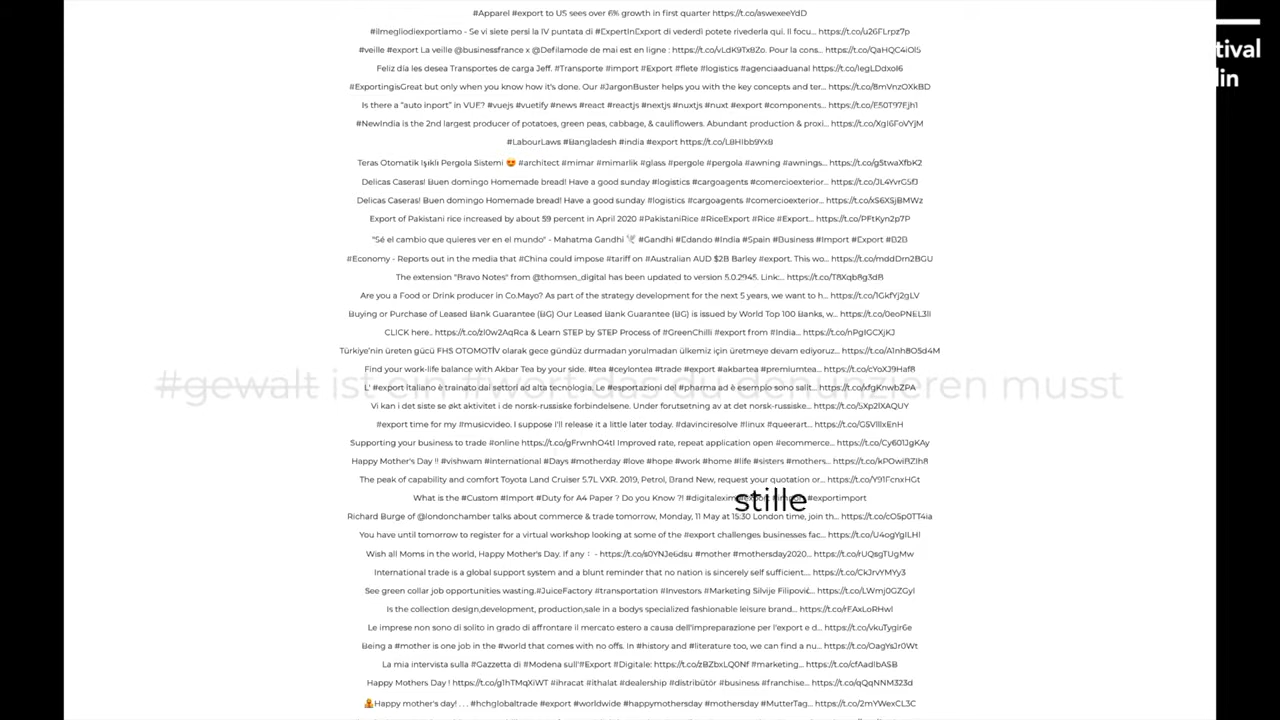 #Apparel #export to US sees over 6% growth in first quarter https://t.co/aswexeeYdD
#ilmegliodiexportiamo - Se vi siete persi la IV puntata di #ExpertInExport di vederdì potete rivederla qui. Il focu... https://t.co/u26FLrpz7p
#veille #export La veille @businessfrance x @Defilamode de mai est en ligne : https://t.co/vLdK9Tx8Zo. Pour la cons... https://t.co/QaHQC4iOl5
Feliz día les desea Transportes de carga Jeff. #Transporte #import #Export #flete #logistics #agenciaaduanal https://t.co/legLDdxol6
#ExportingisGreat but only when you know how it's done. Our #JargonBuster helps you with the key concepts and ter... https://t.co/8mVnzOXkBD
Is there a "auto inport" in VUE? #vuejs #vuetify #news #react #reactjs #nextjs #nuxtjs #nuxt #export #components... https://t.co/E50T97Ejh1
#NewIndia is the 2nd largest producer of potatoes, green peas, cabbage, & cauliflowers. Abundant production & proxi... https://t.co/XgI6FoVYjM
#LabourLaws #Bangladesh #india #export https://t.co/L8HIbb9Yx8
Teras Otomatik Işıklı Pergola Sistemi 😍 #architect #mimar #mimarlik #glass #pergole #pergola #awning #awnings... https://t.co/g5twaXfbK2
Delicas Caseras! Buen domingo Homemade bread! Have a good sunday #logistics #cargoagents #comercioexterior... https://t.co/JL4YvrG5fJ
Delicas Caseras! Buen domingo Homemade bread! Have a good sunday #logistics #cargoagents #comercioexterior... https://t.co/xS6XSjBMWz
Export of Pakistani rice increased by about 59 percent in April 2020 #PakistaniRice #RiceExport #Rice #Export... https://t.co/PFtKyn2p7P
"Sé el cambio que quieres ver en el mundo" - Mahatma Gandhi 🕊 #Gandhi #Edando #India #Spain #Business #Import #Export #B2B
#Economy - Reports out in the media that #China could impose #tariff on #Australian AUD $2B Barley #export. This wo... https://t.co/mddDrn2BGU
The extension "Bravo Notes" from @thomsen_digital has been updated to version 5.0.2945. Link:... https://t.co/T8Xqb8g3dB
Are you a Food or Drink producer in Co.Mayo? As part of the strategy development for the next 5 years, we want to h... https://t.co/1GkfYj2gLV
Buying or Purchase of Leased Bank Guarantee (BG) Our Leased Bank Guarantee (BG) is issued by World Top 100 Banks, w... https://t.co/0eoPNEL3lI
CLICK here.. https://t.co/zl0w2AqRca & Learn STEP by STEP Process of #GreenChilli #export from #India... https://t.co/nPgIGCXjKJ
Türkiye'nin üreten gücü FHS OTOMOTİV olarak gece gündüz durmadan yorulmadan ülkemiz için üretmeye devam ediyoruz... https://t.co/A1nh8O5d4M
Find your work-life balance with Akbar Tea by your side. #tea #ceylontea #trade #export #akbartea #premiumtea... https://t.co/cYoXJ9Haf8
#gewalt ist ein #wort das du denunzieren musst
L' #export italiano è trainato dai settori ad alta tecnologia. Le #esportazioni del #pharma ad è esempio sono salit... https://t.co/xfgKnwbZPA
Vi kan i det siste se økt aktivitet i de norsk-russiske forbindelsene. Under forutsetning av at det norsk-russiske... https://t.co/5Xp2lXAQUY
#export time for my #musicvideo. I suppose I'll release it a little later today. #davinciresolve #linux #queerart... https://t.co/GSVlllxEnH
Supporting your business to trade #online https://t.co/gFrwnhO4tI Improved rate, repeat application open #ecommerce... https://t.co/Cy601JgKAy
Happy Mother's Day !! #vishwam #international #Days #motherday #love #hope #work #home #life #sisters #mothers... https://t.co/kPOwiBZlh8
The peak of capability and comfort Toyota Land Cruiser 5.7L VXR. 2019, Petrol, Brand New, request your quotation or... https://t.co/Y91FcnxHGt
What is the #Custom #Import #Duty for A4 Paper ? Do you Know ?! #digitalexim #export #import #exportimport
stille
Richard Burge of @londonchamber talks about commerce & trade tomorrow, Monday, 11 May at 15:30 London time, join th... https://t.co/cO5p0TT4ia
You have until tomorrow to register for a virtual workshop looking at some of the #export challenges businesses fac... https://t.co/U4ogYgILHl
Wish all Moms in the world, Happy Mother's Day. If any : - https://t.co/s0YNJe6dsu #mother #mothersday2020... https://t.co/rUQsgTUgMw
International trade is a global support system and a blunt reminder that no nation is sincerely self sufficient.... https://t.co/CkJrvYMYy3
See green collar job opportunities wasting.#JuiceFactory #transportation #Investors #Marketing Silvije Filipović... https://t.co/LWmj0GZGyl
Is the collection design,development, production,sale in a bodys specialized fashionable leisure brand... https://t.co/rEAxLoRHwl
Le imprese non sono di solito in grado di affrontare il mercato estero a causa dell'impreparazione per l'export e d... https://t.co/vkuTygir6e
Being a #mother is one job in the #world that comes with no offs. In #history and #literature too, we can find a nu... https://t.co/OagYsJr0Wt
La mia intervista sulla #Gazzetta di #Modena sull'#Export #Digitale: https://t.co/zBZbxLQ0Nf #marketing... https://t.co/cfAadlbASB
Happy Mothers Day ! https://t.co/g1hTMqXiWT #ihracat #ithalat #dealership #distribütör #business #franchise... https://t.co/qQqNNM323d
Happy mother's day! . . . #hchglobaltrade #export #worldwide #happymothersday #mothersday #MutterTag... https://t.co/2mYWexCL3C
tival
lin